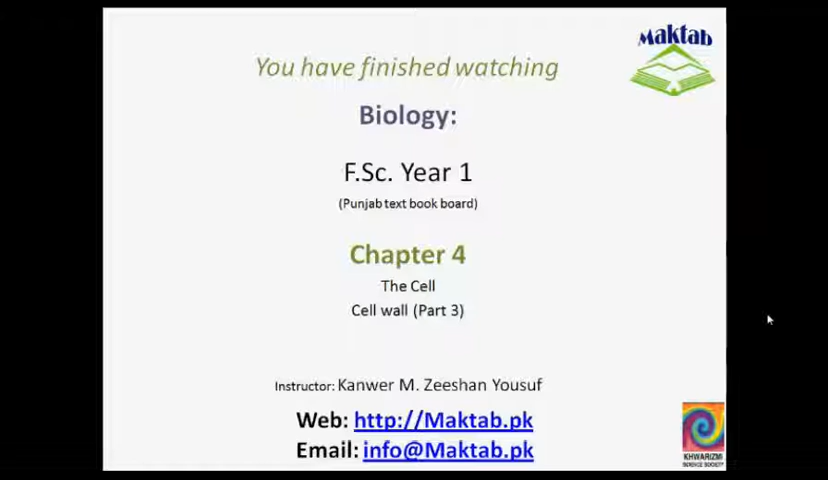 Maktab
You have finished watching
Biology:
F.Sc. Year 1
(Punjab text book board)
Chapter 4
The Cell
Cell wall (Part 3)
Instructor: Kanwer M. Zeeshan Yousuf
Web: http://Maktab.pk
Email: info@Maktab.pk
KHWARIZMI
SCIENCE SOCIETY